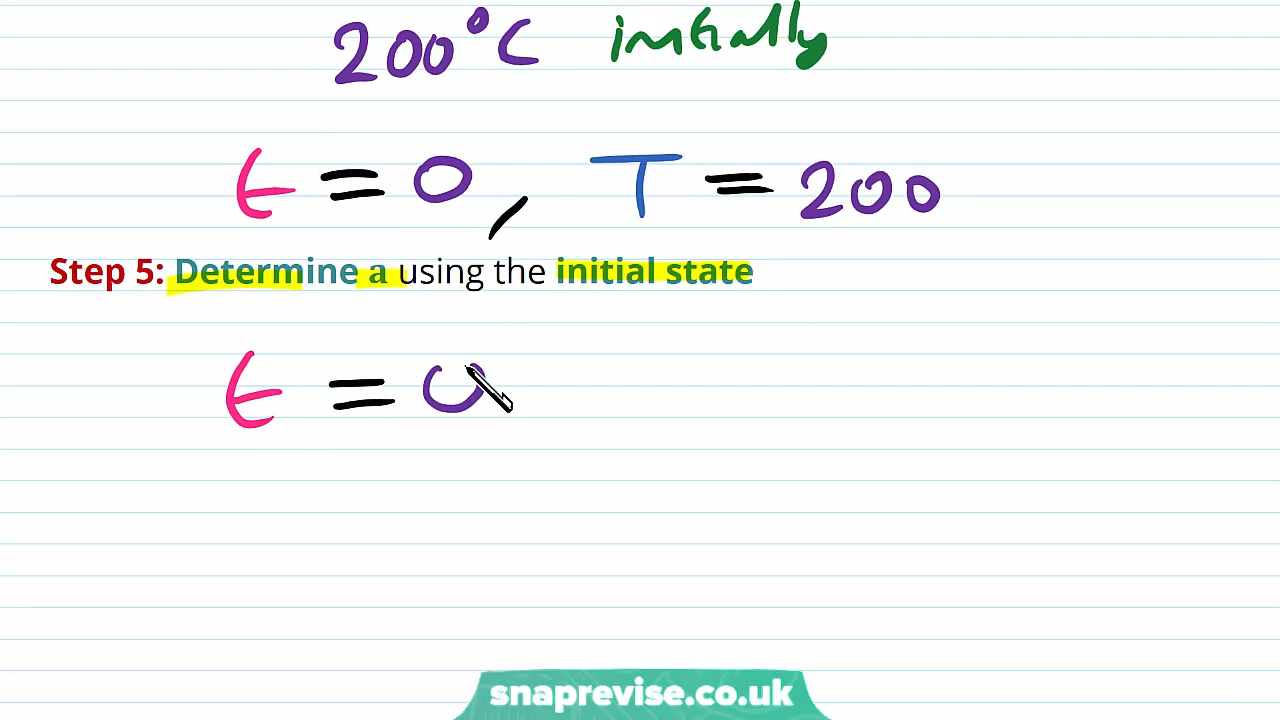 200°C initially
t = 0, T = 200
Step 5: Determine a using the initial state
t = 0
snaprevise.co.uk